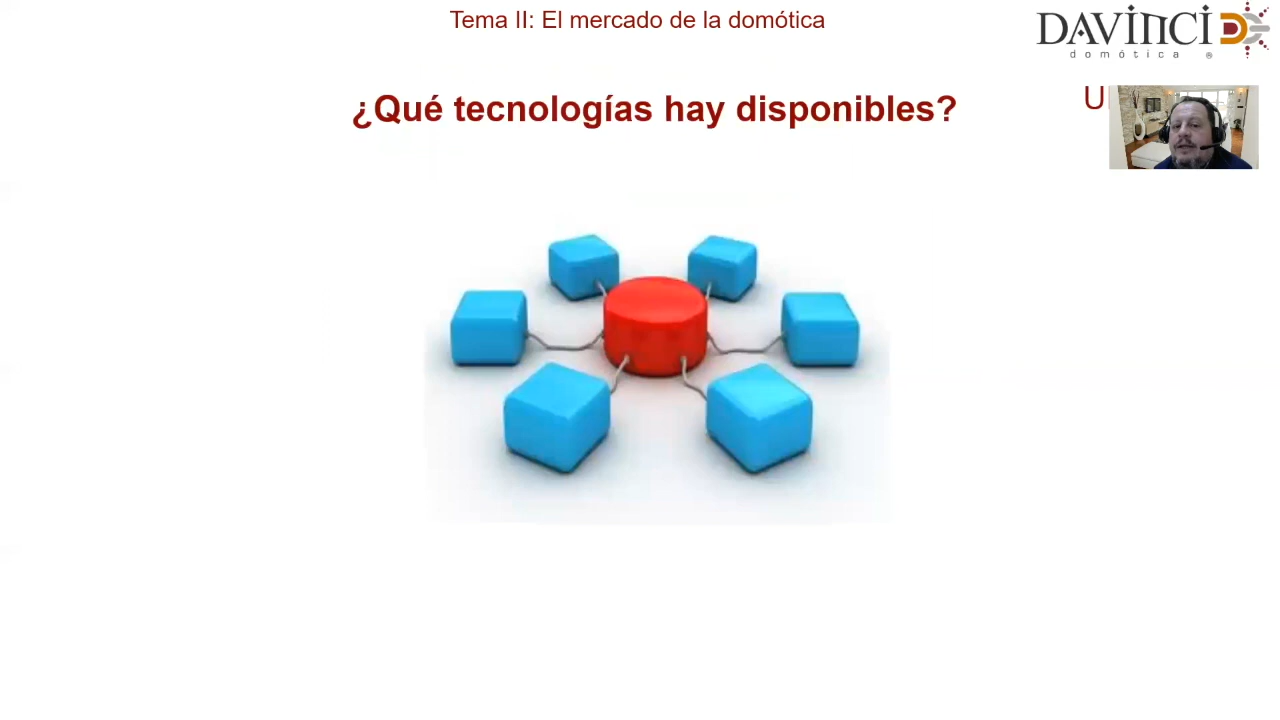 Tema II: El mercado de la domótica
DAVINCI
domótica ®
¿Qué tecnologías hay disponibles?